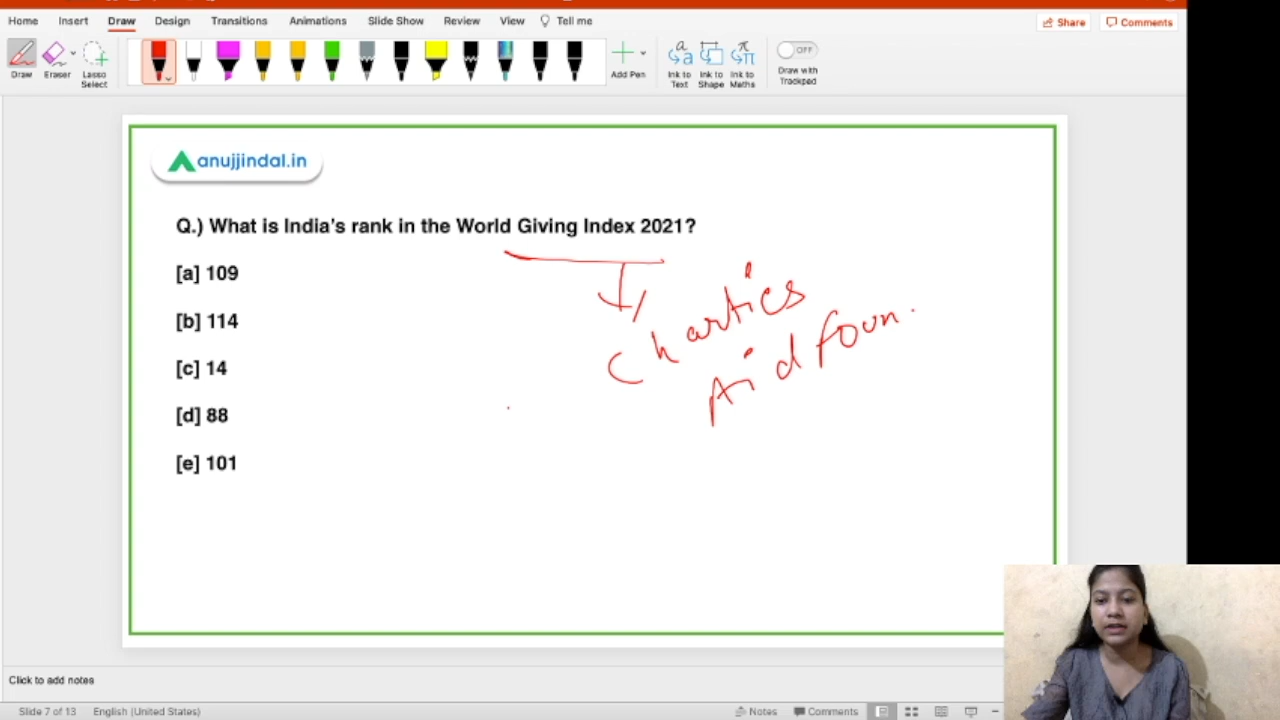 Home Insert Draw Design Transitions Animations Slide Show Review View Tell me Share Comments
OFF
Draw Eraser Lasso Select Add Pen Ink to Text Ink to Shape Ink to Maths Draw with Trackpad
anujjindal.in
Q.) What is India's rank in the World Giving Index 2021?
[a] 109
Charties
[b] 114
Aid foun.
[c] 14
[d] 88
[e] 101
Click to add notes
Slide 7 of 13 English (United States) Notes Comments